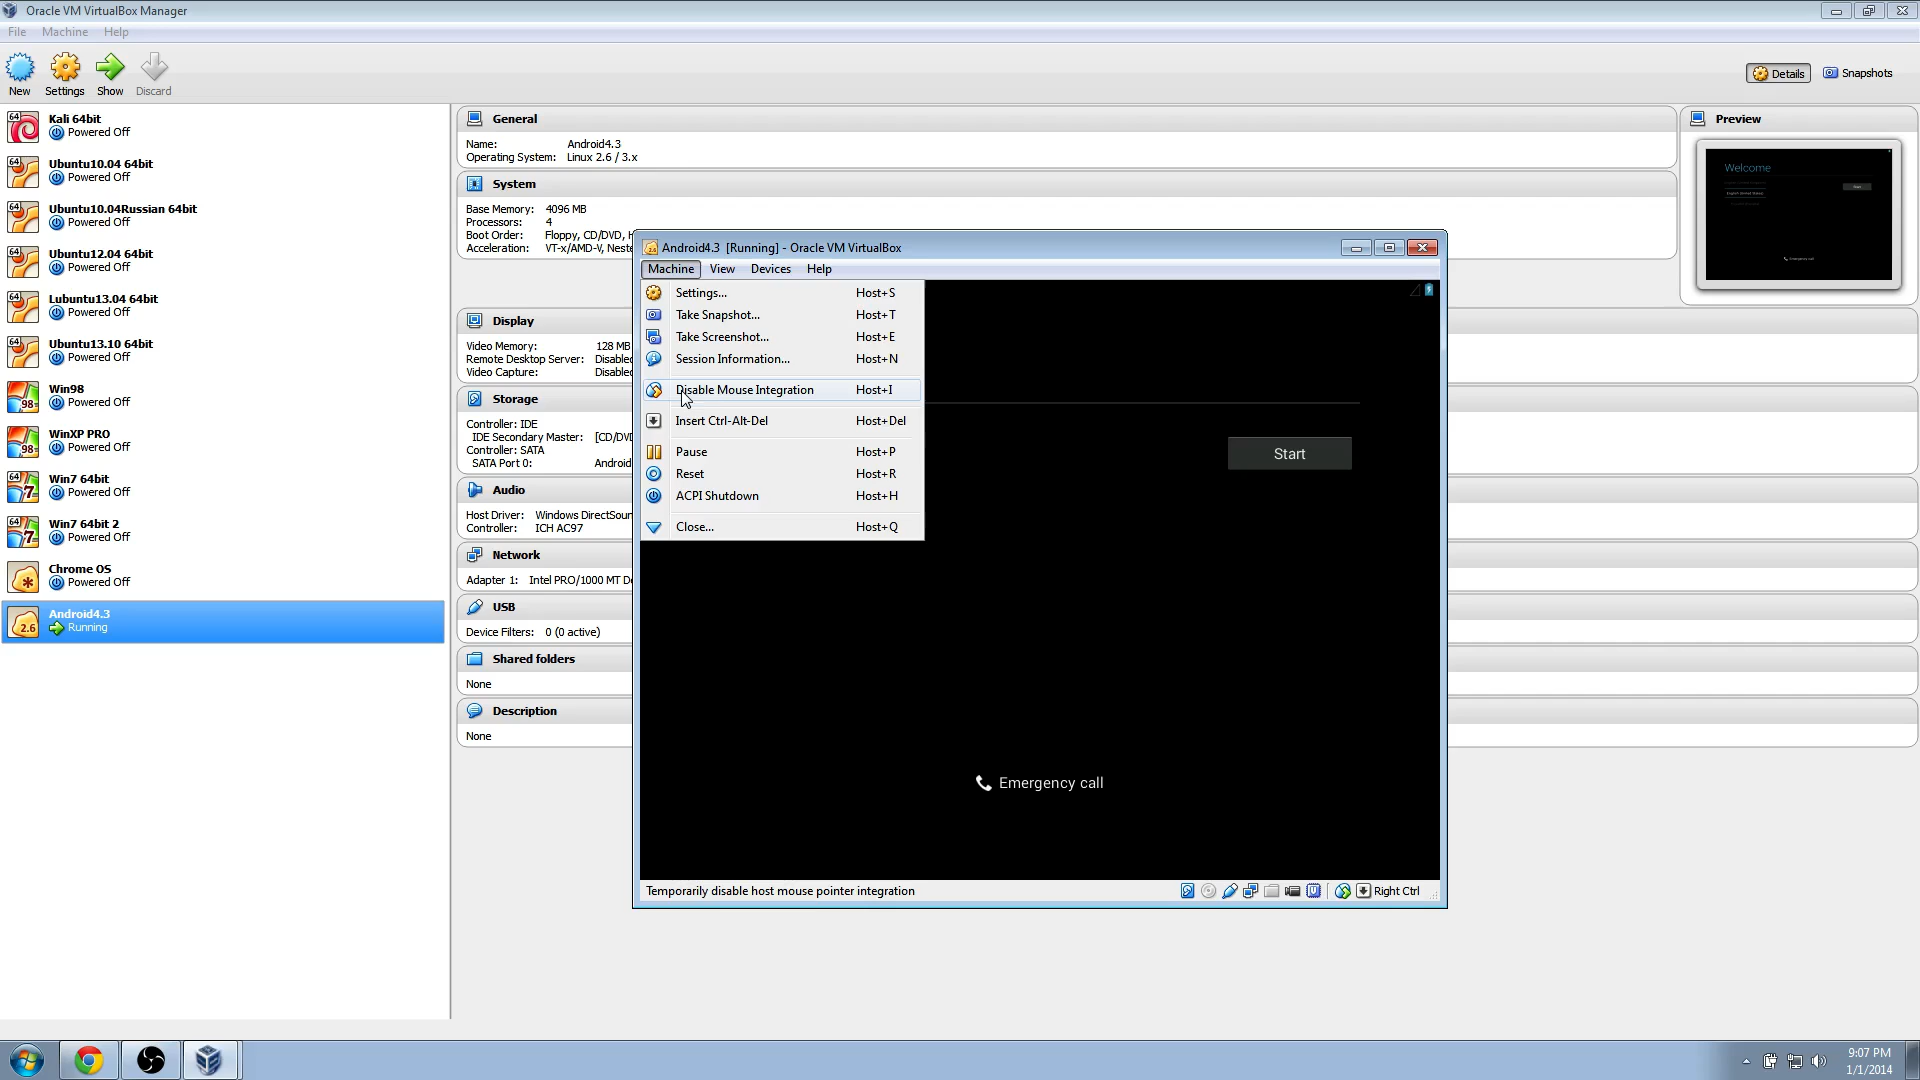 Oracle VM VirtualBox Manager
File Machine Help
New Settings Show Discard
Details Snapshots
Kali 64bit
Powered Off
Ubuntu10.04 64bit
Powered Off
Ubuntu10.04Russian 64bit
Powered Off
Ubuntu12.04 64bit
Powered Off
Lubuntu13.04 64bit
Powered Off
Ubuntu13.10 64bit
Powered Off
Win98
Powered Off
WinXP PRO
Powered Off
Win7 64bit
Powered Off
Win7 64bit 2
Powered Off
Chrome OS
Powered Off
Android4.3
Running
General
Name: Android4.3
Operating System: Linux 2.6 / 3.x
System
Base Memory: 4096 MB
Processors: 4
Boot Order: Floppy, CD/DVD,
Acceleration: VT-x/AMD-V,
Display
Video Memory: 128 MB
Remote Desktop Server: Disabled
Video Capture: Disabled
Storage
Controller: IDE
IDE Secondary Master: [CD/DVD
Controller: SATA
SATA Port 0: Android
Audio
Host Driver: Windows
Controller: ICH AC97
Network
Adapter 1: Intel PRO/1000 MT
USB
Device Filters: 0 (0 active)
Shared folders
None
Description
None
Preview
Welcome
English (United States)
Start
Emergency call
Android4.3 [Running] - Oracle VM VirtualBox
Machine View Devices Help
Settings... Host+S
Take Snapshot... Host+T
Take Screenshot... Host+E
Session Information... Host+N
Disable Mouse Integration Host+I
Insert Ctrl-Alt-Del Host+Del
Pause Host+P
Reset Host+R
ACPI Shutdown Host+H
Close... Host+Q
Start
Emergency call
Temporarily disable host mouse pointer integration
Right Ctrl
9:07 PM
1/1/2014